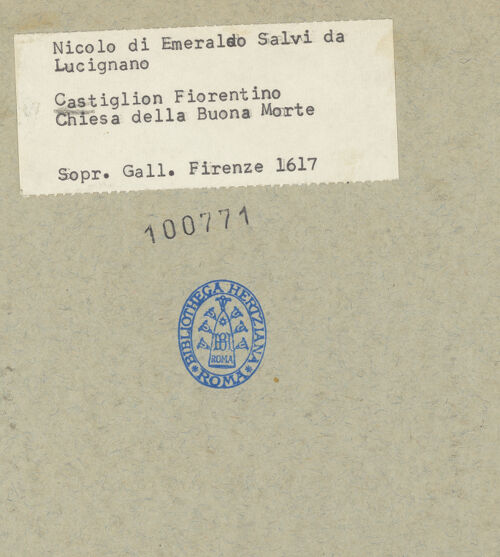 Nicolo di Emeraldo Salvi da
Lucignano
Castiglion Fiorentino
Chiesa della Buona Morte
Sopr. Gall. Firenze 1617
100771
BIBLIOTHECA HERTZIANA
ROMA
* ROMA *